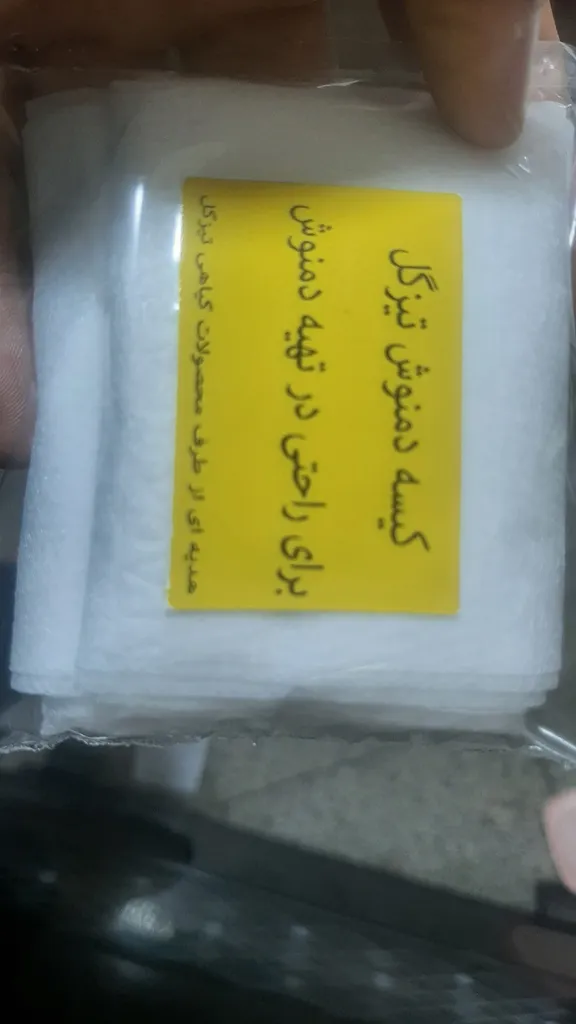 کیسه دمنوش تیزگل
برای راحتی در تهیه دمنوش
هدیه ای از طرف محصولات گیاهی تیزگل